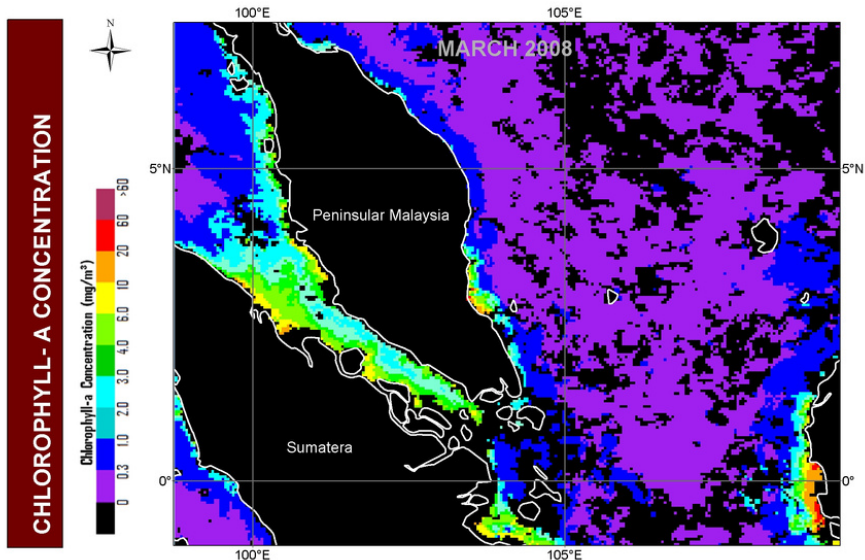 100°E
105°E
N
MARCH 2008
CHLOROPHYLL- A CONCENTRATION
5°N
5°N
Peninsular Malaysia
Chlorophyll-a Concentration (mg/m³)
>60
60
20
10
6.0
4.0
3.0
2.0
1.0
0.3
0
Sumatera
0°
0°
100°E
105°E